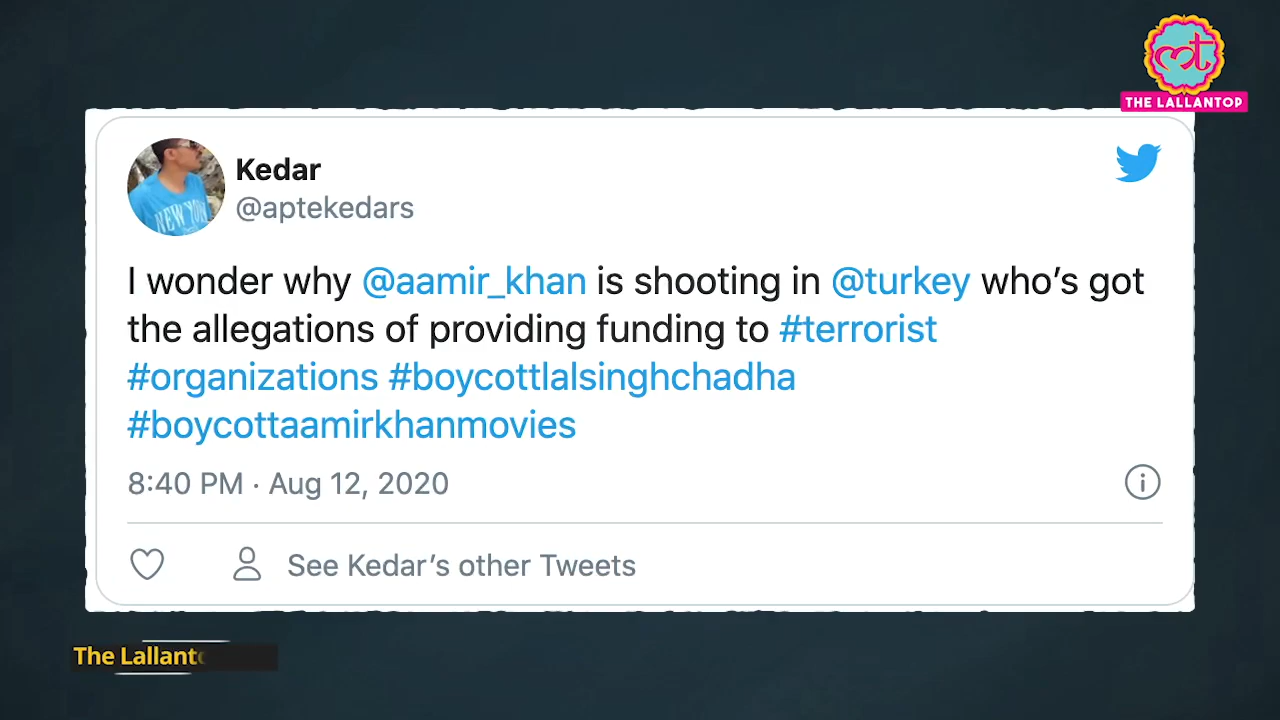 THE LALLANTOP
Kedar
@aptekedars
I wonder why @aamir_khan is shooting in @turkey who's got
the allegations of providing funding to #terrorist
#organizations #boycottlalsinghchadha
#boycottaamirkhanmovies
8:40 PM · Aug 12, 2020
See Kedar's other Tweets
The Lallant